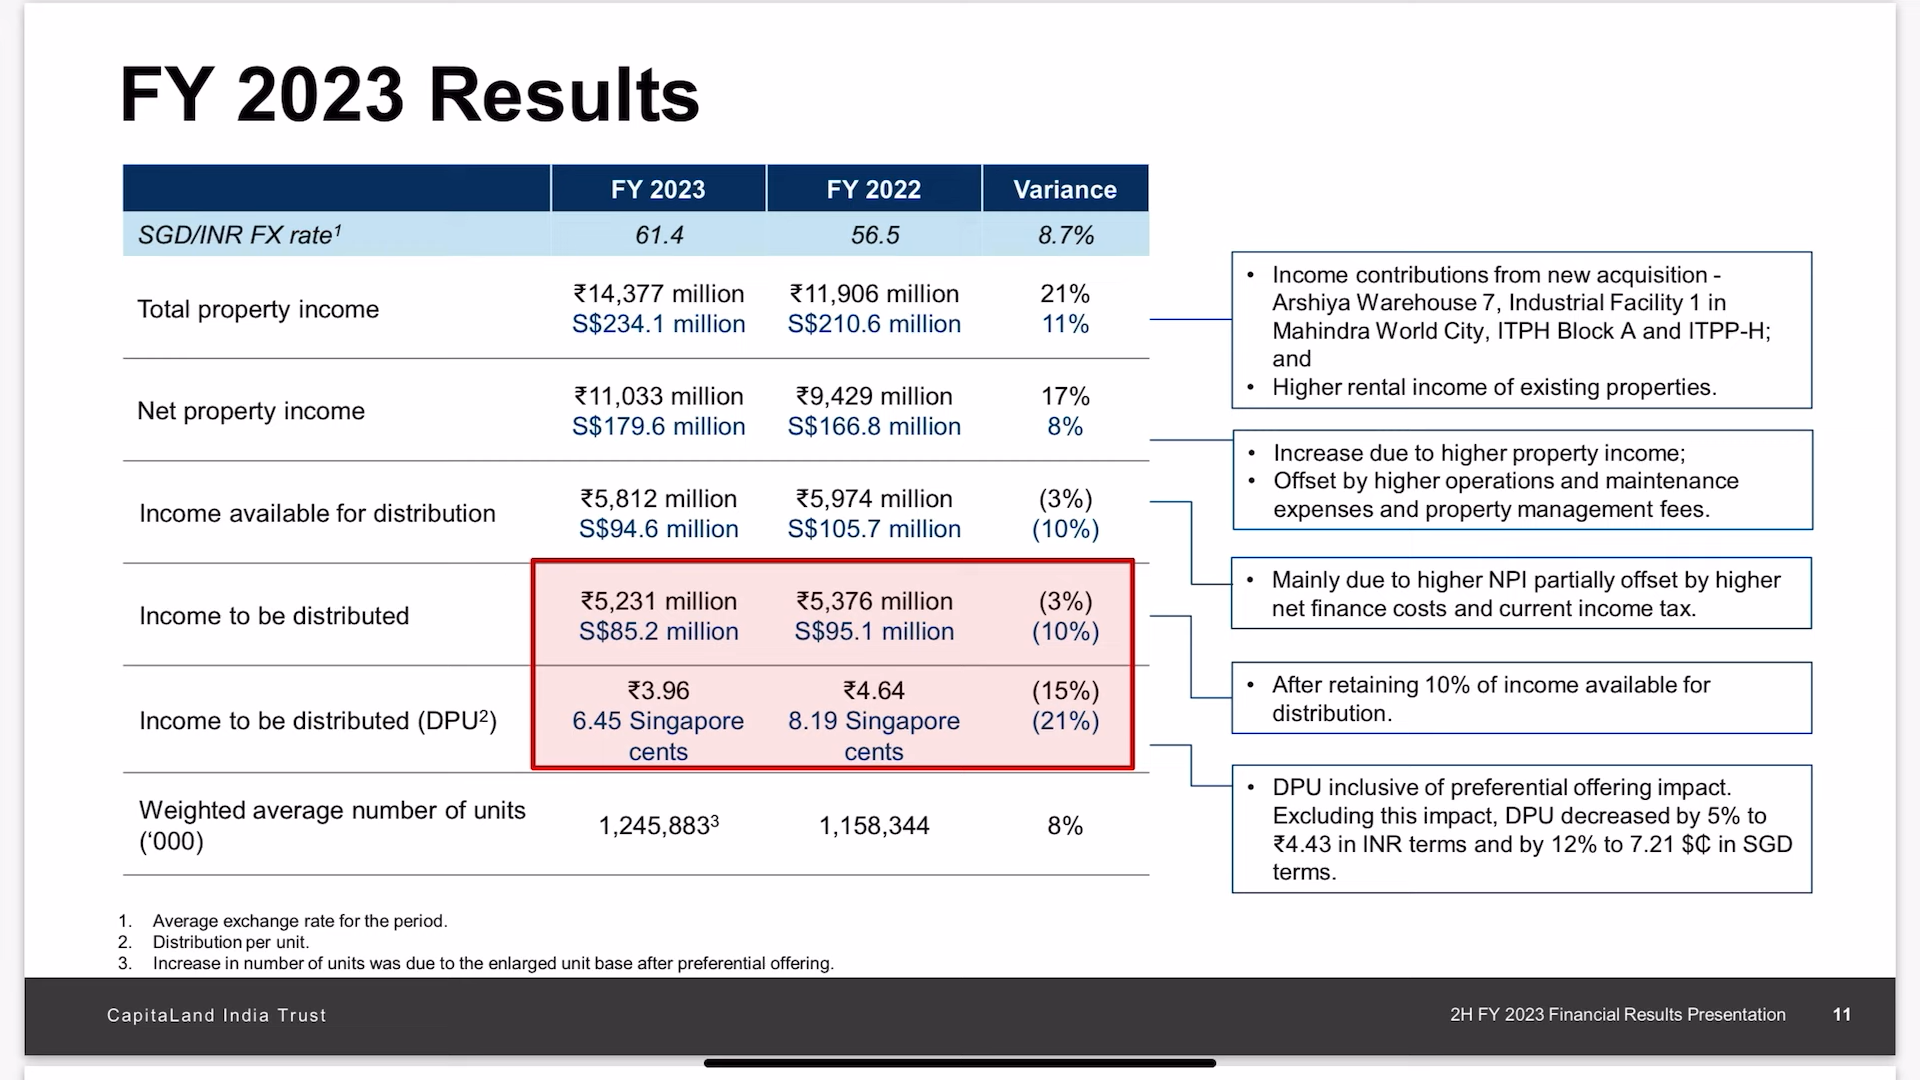 FY 2023 Results
FY 2023 FY 2022 Variance
SGD/INR FX rate¹ 61.4 56.5 8.7%
Total property income
₹14,377 million ₹11,906 million 21%
S$234.1 million S$210.6 million 11%
Net property income
₹11,033 million ₹9,429 million 17%
S$179.6 million S$166.8 million 8%
Income available for distribution
₹5,812 million ₹5,974 million (3%)
S$94.6 million S$105.7 million (10%)
Income to be distributed
₹5,231 million ₹5,376 million (3%)
S$85.2 million S$95.1 million (10%)
Income to be distributed (DPU²)
₹3.96 ₹4.64 (15%)
6.45 Singapore 8.19 Singapore (21%)
cents cents
Weighted average number of units
(‘000)
1,245,883³ 1,158,344 8%
• Income contributions from new acquisition -
Arshiya Warehouse 7, Industrial Facility 1 in
Mahindra World City, ITPH Block A and ITPP-H;
and
• Higher rental income of existing properties.
• Increase due to higher property income;
• Offset by higher operations and maintenance
expenses and property management fees.
• Mainly due to higher NPI partially offset by higher
net finance costs and current income tax.
• After retaining 10% of income available for
distribution.
• DPU inclusive of preferential offering impact.
Excluding this impact, DPU decreased by 5% to
₹4.43 in INR terms and by 12% to 7.21 $₵ in SGD
terms.
1. Average exchange rate for the period.
2. Distribution per unit.
3. Increase in number of units was due to the enlarged unit base after preferential offering.
CapitaLand India Trust
2H FY 2023 Financial Results Presentation 11